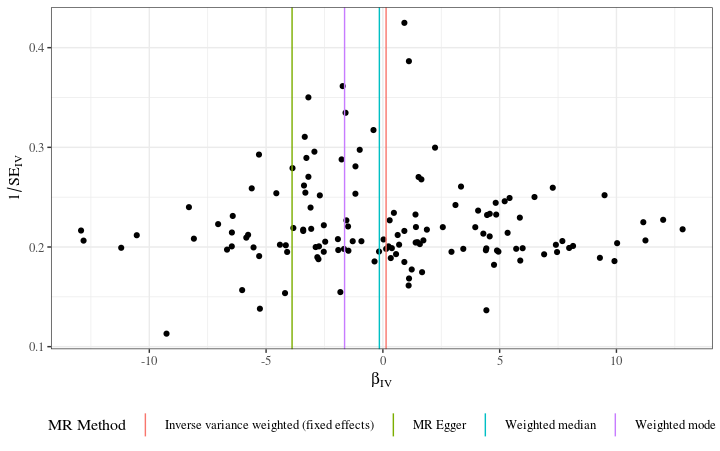 0.4
0.3
0.2
0.1
1/SE_IV
-10 -5 0 5 10
β_IV
MR Method Inverse variance weighted (fixed effects) MR Egger Weighted median Weighted mode